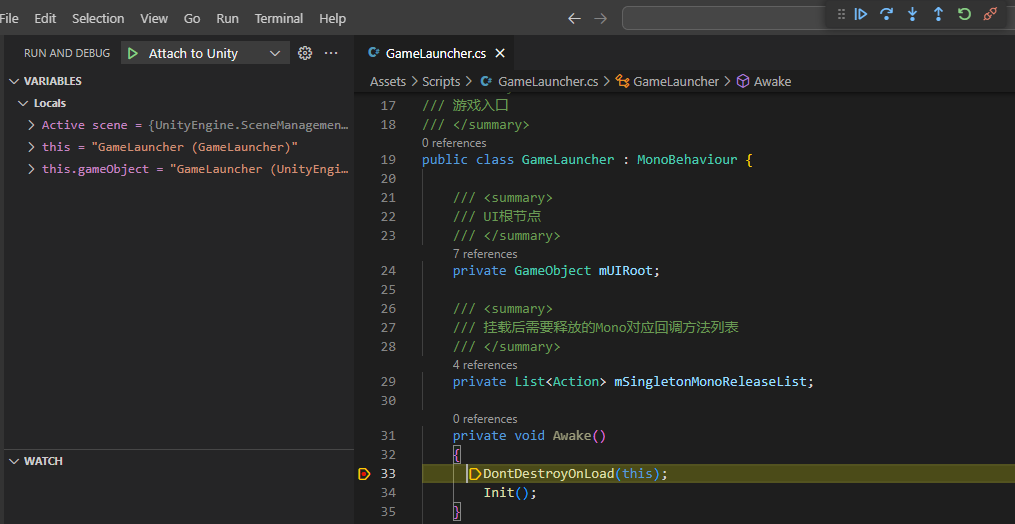 File Edit Selection View Go Run Terminal Help
RUN AND DEBUG Attach to Unity
VARIABLES
Locals
Active scene = {UnityEngine.SceneManagemen…
this = "GameLauncher (GameLauncher)"
this.gameObject = "GameLauncher (UnityEngi…
WATCH
GameLauncher.cs
Assets > Scripts > GameLauncher.cs > GameLauncher > Awake
17 /// 游戏入口
18 /// </summary>
0 references
19 public class GameLauncher : MonoBehaviour {
20
21 /// <summary>
22 /// UI根节点
23 /// </summary>
7 references
24 private GameObject mUIRoot;
25
26 /// <summary>
27 /// 挂载后需要释放的Mono对应回调方法列表
28 /// </summary>
4 references
29 private List<Action> mSingletonMonoReleaseList;
30
0 references
31 private void Awake()
32 {
33 DontDestroyOnLoad(this);
34 Init();
35 }